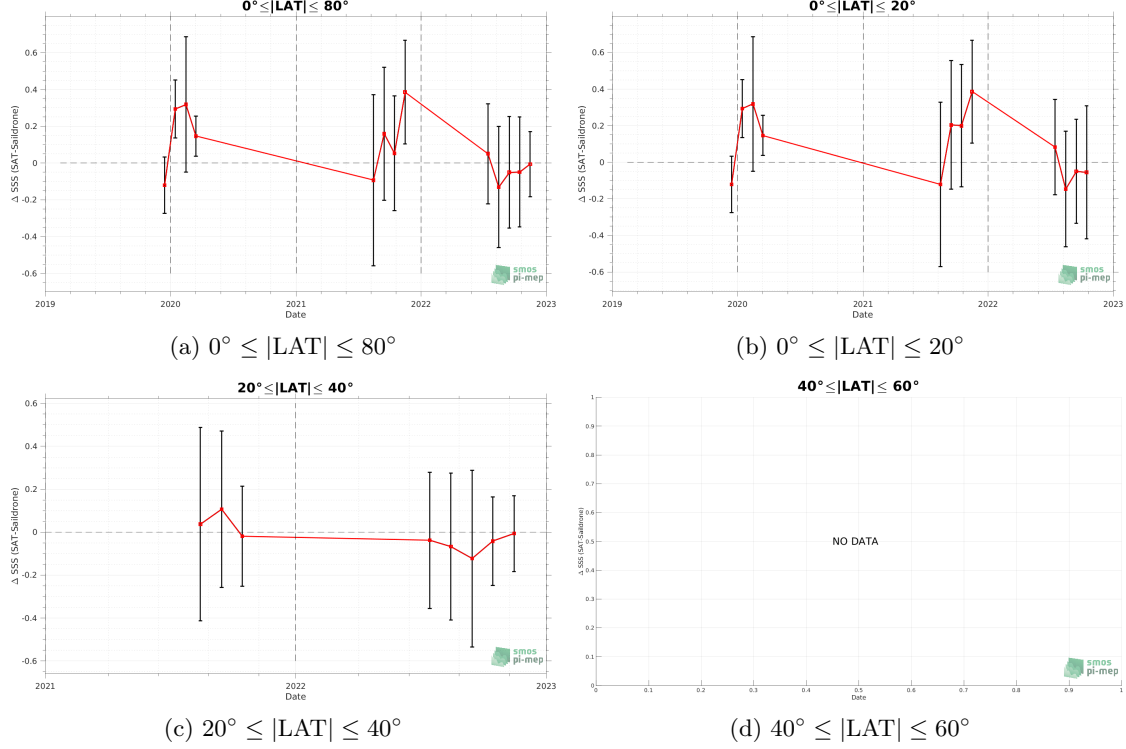 0°≤|LAT|≤ 80°
Δ SSS (SAT-Saildrone)
0.6
0.4
0.2
0
-0.2
-0.4
-0.6
2019
2020
2021
2022
2023
Date
smos
pi-mep
(a) 0° ≤ |LAT| ≤ 80°
0°≤|LAT|≤ 20°
Δ SSS (SAT-Saildrone)
0.6
0.4
0.2
0
-0.2
-0.4
-0.6
2019
2020
2021
2022
2023
Date
smos
pi-mep
(b) 0° ≤ |LAT| ≤ 20°
20°≤|LAT|≤ 40°
Δ SSS (SAT-Saildrone)
0.6
0.4
0.2
0
-0.2
-0.4
-0.6
2021
2022
2023
Date
smos
pi-mep
(c) 20° ≤ |LAT| ≤ 40°
40°≤|LAT|≤ 60°
Δ SSS (SAT-Saildrone)
1
0.9
0.8
0.7
0.6
0.5
0.4
0.3
0.2
0.1
0
NO DATA
0
0.1
0.2
0.3
0.4
0.5
0.6
0.7
0.8
0.9
1
Date
smos
pi-mep
(d) 40° ≤ |LAT| ≤ 60°